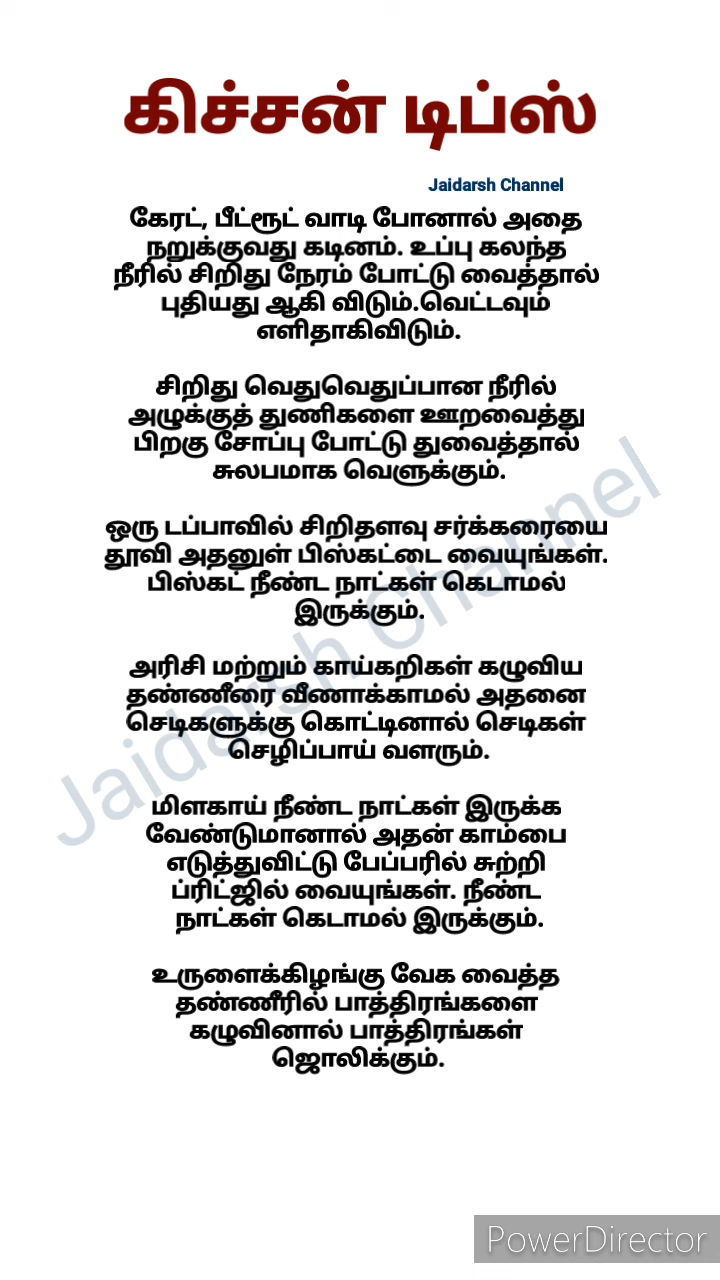 கிச்சன் டிப்ஸ்
Jaidarsh Channel
கேரட், பீட்ரூட் வாடி போனால் அதை
நறுக்குவது கடினம். உப்பு கலந்த
நீரில் சிறிது நேரம் போட்டு வைத்தால்
புதியது ஆகி விடும்.வெட்டவும்
எளிதாகிவிடும்.
சிறிது வெதுவெதுப்பான நீரில்
அழுக்குத் துணிகளை ஊறவைத்து
பிறகு சோப்பு போட்டு துவைத்தால்
சுலபமாக வெளுக்கும்.
ஒரு டப்பாவில் சிறிதளவு சர்க்கரையை
தூவி அதனுள் பிஸ்கட்டை வையுங்கள்.
பிஸ்கட் நீண்ட நாட்கள் கெடாமல்
இருக்கும்.
அரிசி மற்றும் காய்கறிகள் கழுவிய
தண்ணீரை வீணாக்காமல் அதனை
செடிகளுக்கு கொட்டினால் செடிகள்
செழிப்பாய் வளரும்.
மிளகாய் நீண்ட நாட்கள் இருக்க
வேண்டுமானால் அதன் காம்பை
எடுத்துவிட்டு பேப்பரில் சுற்றி
ப்ரிட்ஜில் வையுங்கள். நீண்ட
நாட்கள் கெடாமல் இருக்கும்.
உருளைக்கிழங்கு வேக வைத்த
தண்ணீரில் பாத்திரங்களை
கழுவினால் பாத்திரங்கள்
ஜொலிக்கும்.
Jaidarsh Channel
PowerDirector